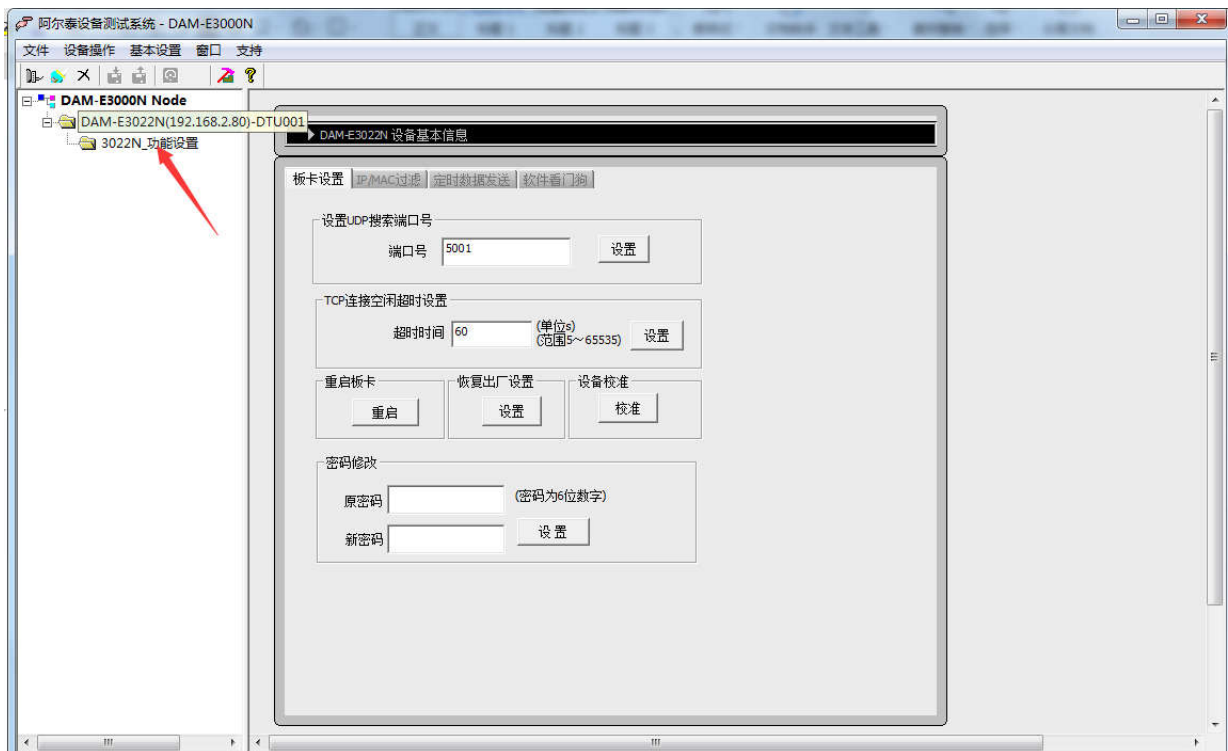 阿尔泰设备测试系统 - DAM-E3000N
文件 设备操作 基本设置 窗口 支持
DAM-E3000N Node
DAM-E3022N(192.168.2.80)-DTU001
3022N_功能设置
DAM-E3022N 设备基本信息
板卡设置 IP/MAC过滤 定时数据发送 软件看门狗
设置UDP搜索端口号
端口号 5001 设置
TCP连接空闲超时设置
超时时间 60 (单位s) (范围5～65535) 设置
重启板卡 恢复出厂设置 设备校准
重启 设置 校准
密码修改
原密码 (密码为6位数字)
新密码 设 置